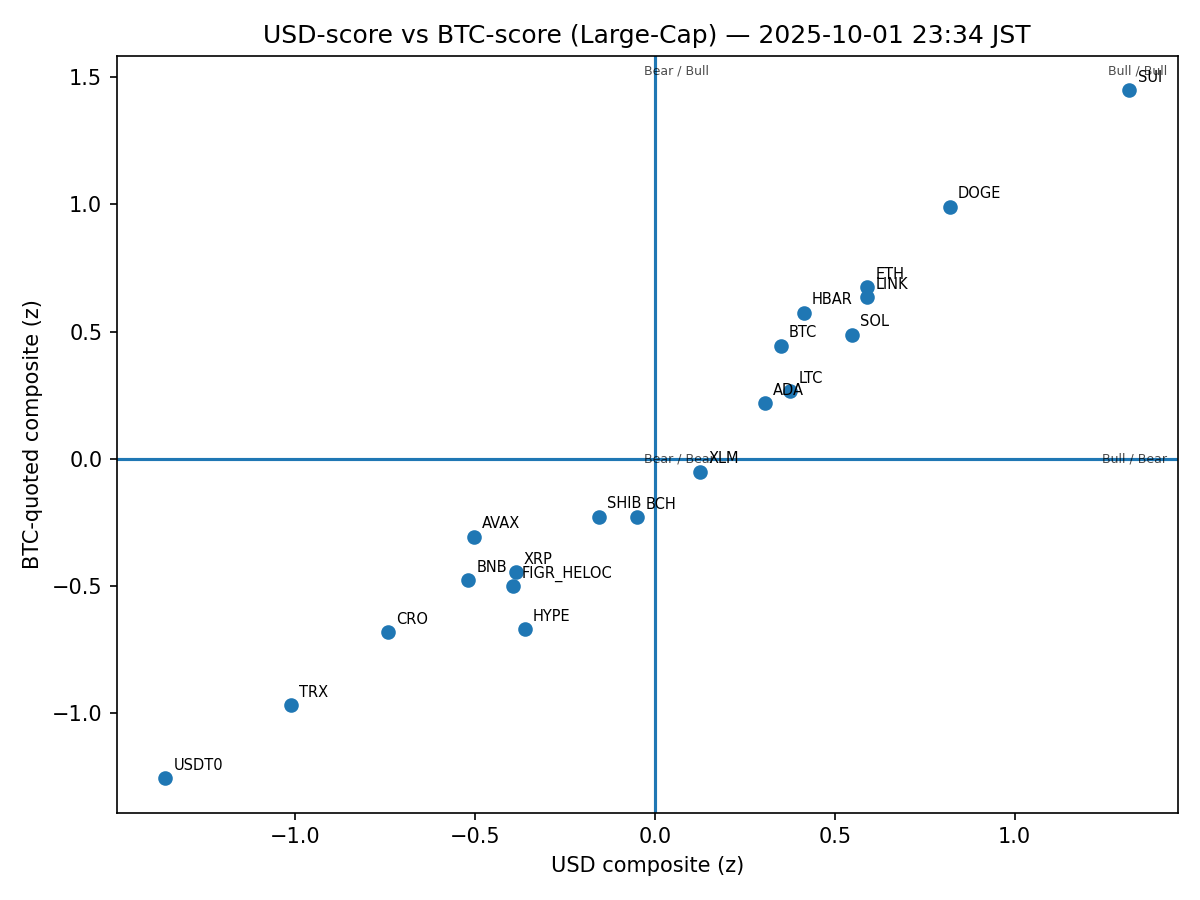 USD-score vs BTC-score (Large-Cap) — 2025-10-01 23:34 JST
1.5
Bear / Bull
Bull / Bull
SUI
1.0
DOGE
ETH
LINK
HBAR
SOL
0.5
BTC
LTC
ADA
0.0
Bear / Bear
XLM
Bull / Bear
SHIB
BCH
AVAX
XRP
BNB
FIGR_HELOC
−0.5
HYPE
CRO
TRX
−1.0
USDT0
−1.0
−0.5
0.0
0.5
1.0
USD composite (z)
BTC-quoted composite (z)